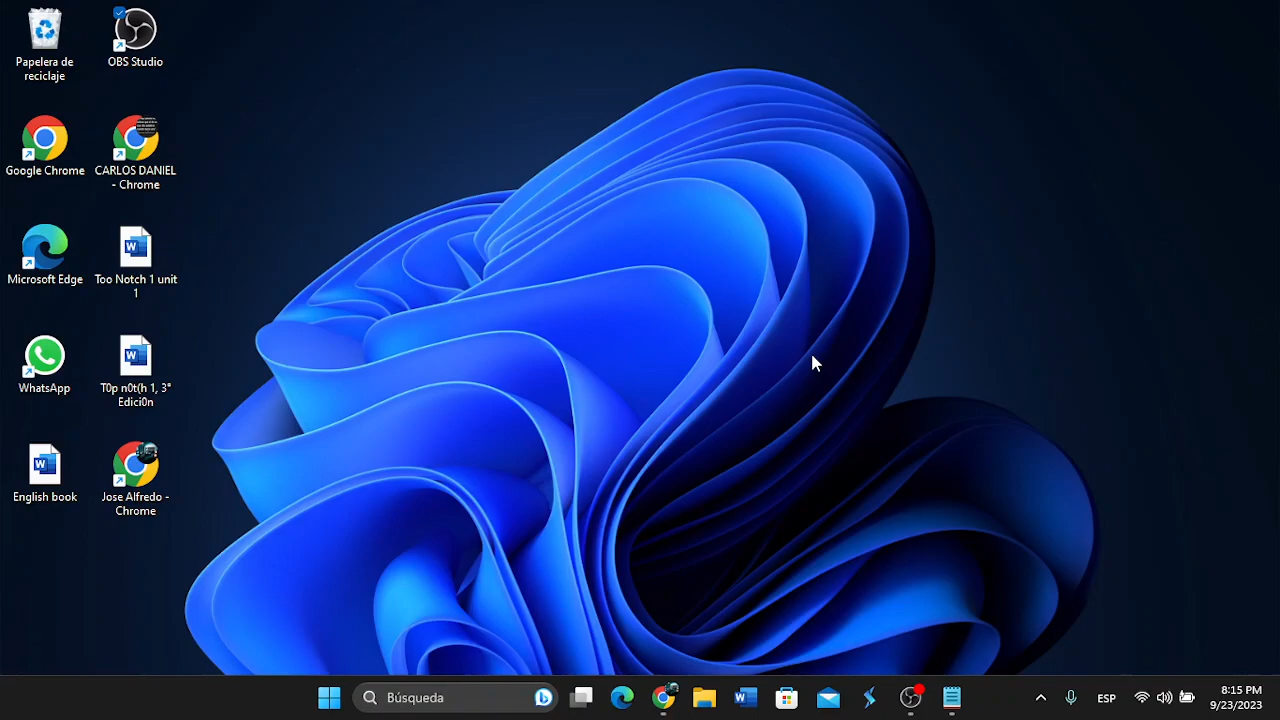 Papelera de
reciclaje
OBS Studio
Google Chrome
CARLOS DANIEL
- Chrome
Microsoft Edge
Too Notch 1 unit
1
WhatsApp
T0p n0t(h 1, 3°
Edici0n
English book
Jose Alfredo -
Chrome
Búsqueda
ESP
8:15 PM
9/23/2023